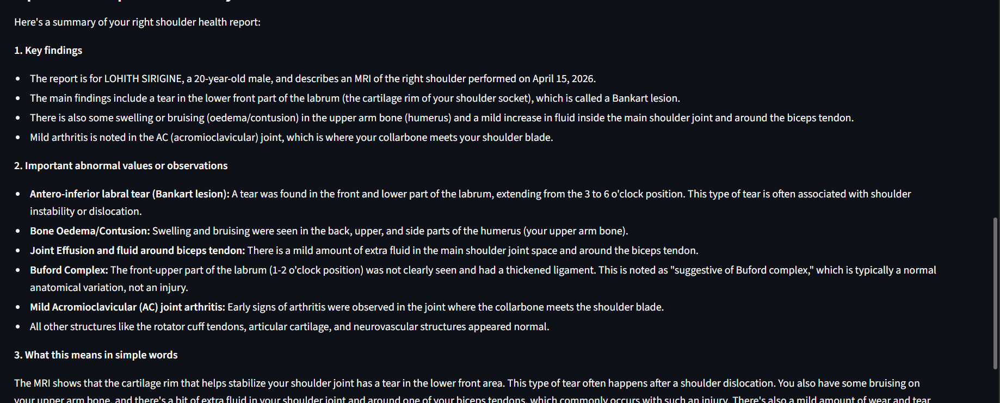 Here's a summary of your right shoulder health report:
1. Key findings
• The report is for LOHITH SIRIGINE, a 20-year-old male, and describes an MRI of the right shoulder performed on April 15, 2026.
• The main findings include a tear in the lower front part of the labrum (the cartilage rim of your shoulder socket), which is called a Bankart lesion.
• There is also some swelling or bruising (oedema/contusion) in the upper arm bone (humerus) and a mild increase in fluid inside the main shoulder joint and around the biceps tendon.
• Mild arthritis is noted in the AC (acromioclavicular) joint, which is where your collarbone meets your shoulder blade.
2. Important abnormal values or observations
• Antero-inferior labral tear (Bankart lesion): A tear was found in the front and lower part of the labrum, extending from the 3 to 6 o'clock position. This type of tear is often associated with shoulder
instability or dislocation.
• Bone Oedema/Contusion: Swelling and bruising were seen in the back, upper, and side parts of the humerus (your upper arm bone).
• Joint Effusion and fluid around biceps tendon: There is a mild amount of extra fluid in the main shoulder joint space and around the biceps tendon.
• Buford Complex: The front-upper part of the labrum (1-2 o'clock position) was not clearly seen and had a thickened ligament. This is noted as "suggestive of Buford complex," which is typically a normal
anatomical variation, not an injury.
• Mild Acromioclavicular (AC) joint arthritis: Early signs of arthritis were observed in the joint where the collarbone meets the shoulder blade.
• All other structures like the rotator cuff tendons, articular cartilage, and neurovascular structures appeared normal.
3. What this means in simple words
The MRI shows that the cartilage rim that helps stabilize your shoulder joint has a tear in the lower front area. This type of tear often happens after a shoulder dislocation. You also have some bruising on
your upper arm bone, and there's a bit of extra fluid in your shoulder joint and around one of your biceps tendons, which commonly occurs with such an injury. There's also a mild amount of wear and tear